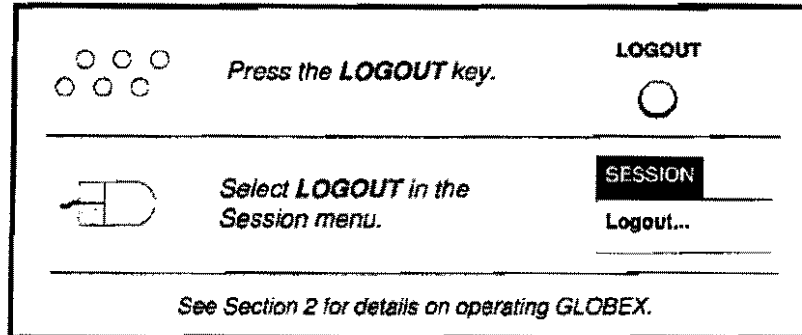 Press the LOGOUT key.
LOGOUT
Select LOGOUT in the
Session menu.
SESSION
Logout...
See Section 2 for details on operating GLOBEX.